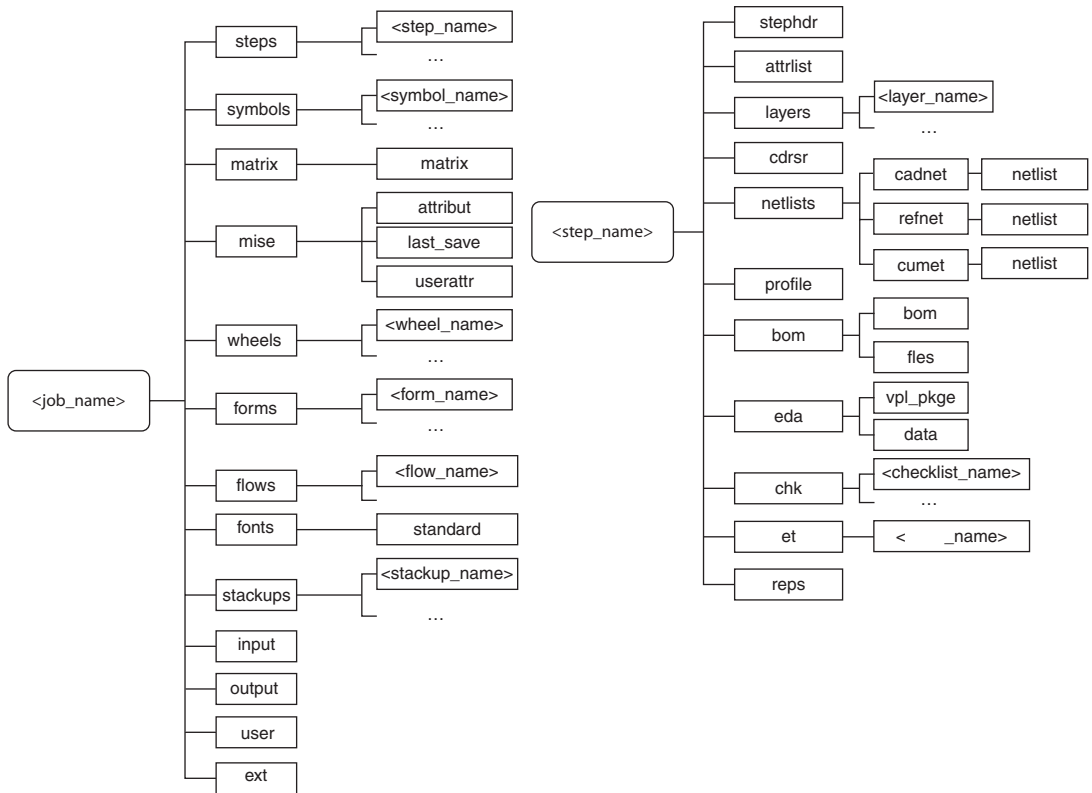 <job_name>
steps
<step_name>
...
symbols
<symbol_name>
...
matrix
matrix
mise
attribut
last_save
userattr
wheels
<wheel_name>
...
forms
<form_name>
...
flows
<flow_name>
...
fonts
standard
stackups
<stackup_name>
...
input
output
user
ext
<step_name>
stephdr
attrlist
layers
<layer_name>
...
cdrsr
netlists
cadnet
netlist
refnet
netlist
cumet
netlist
profile
bom
bom
fles
eda
vpl_pkge
data
chk
<checklist_name>
...
et
< _name>
reps